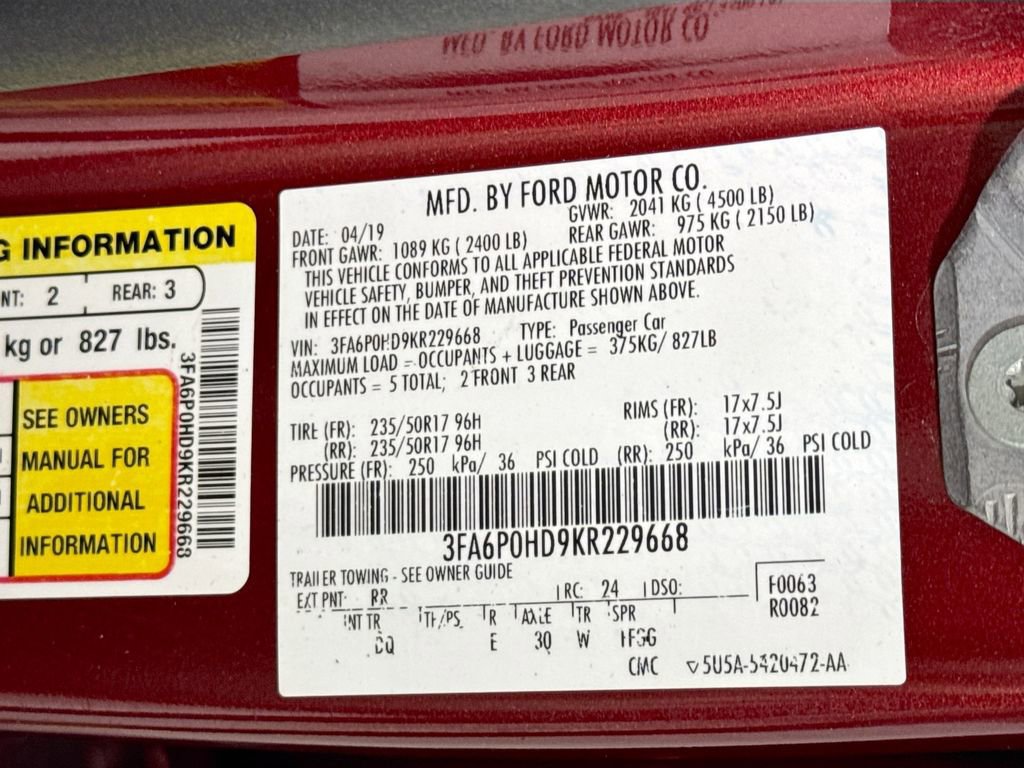 MFD. BY FORD MOTOR CO.
DATE: 04/19 GVWR: 2041 KG ( 4500 LB)
FRONT GAWR: 1089 KG ( 2400 LB) REAR GAWR: 975 KG ( 2150 LB)
THIS VEHICLE CONFORMS TO ALL APPLICABLE FEDERAL MOTOR
VEHICLE SAFETY, BUMPER, AND THEFT PREVENTION STANDARDS
IN EFFECT ON THE DATE OF MANUFACTURE SHOWN ABOVE.
VIN: 3FA6P0HD9KR229668 TYPE: Passenger Car
MAXIMUM LOAD = OCCUPANTS + LUGGAGE = 375KG/ 827LB
OCCUPANTS = 5 TOTAL; 2 FRONT 3 REAR
TIRE (FR): 235/50R17 96H RIMS (FR): 17x7.5J
(RR): 235/50R17 96H (RR): 17x7.5J
PRESSURE (FR): 250 kPa/ 36 PSI COLD (RR): 250 kPa/ 36 PSI COLD
3FA6P0HD9KR229668
TRAILER TOWING - SEE OWNER GUIDE
EXT PNT: RR RC: 24 DSO: F0063
R0082
INT TR TP/PS R AXLE TR SPR
E 30 W
CMC
G INFORMATION
NT: 2 REAR: 3
kg or 827 lbs.
SEE OWNERS
MANUAL FOR
ADDITIONAL
INFORMATION
3FA6P0HD9KR229668